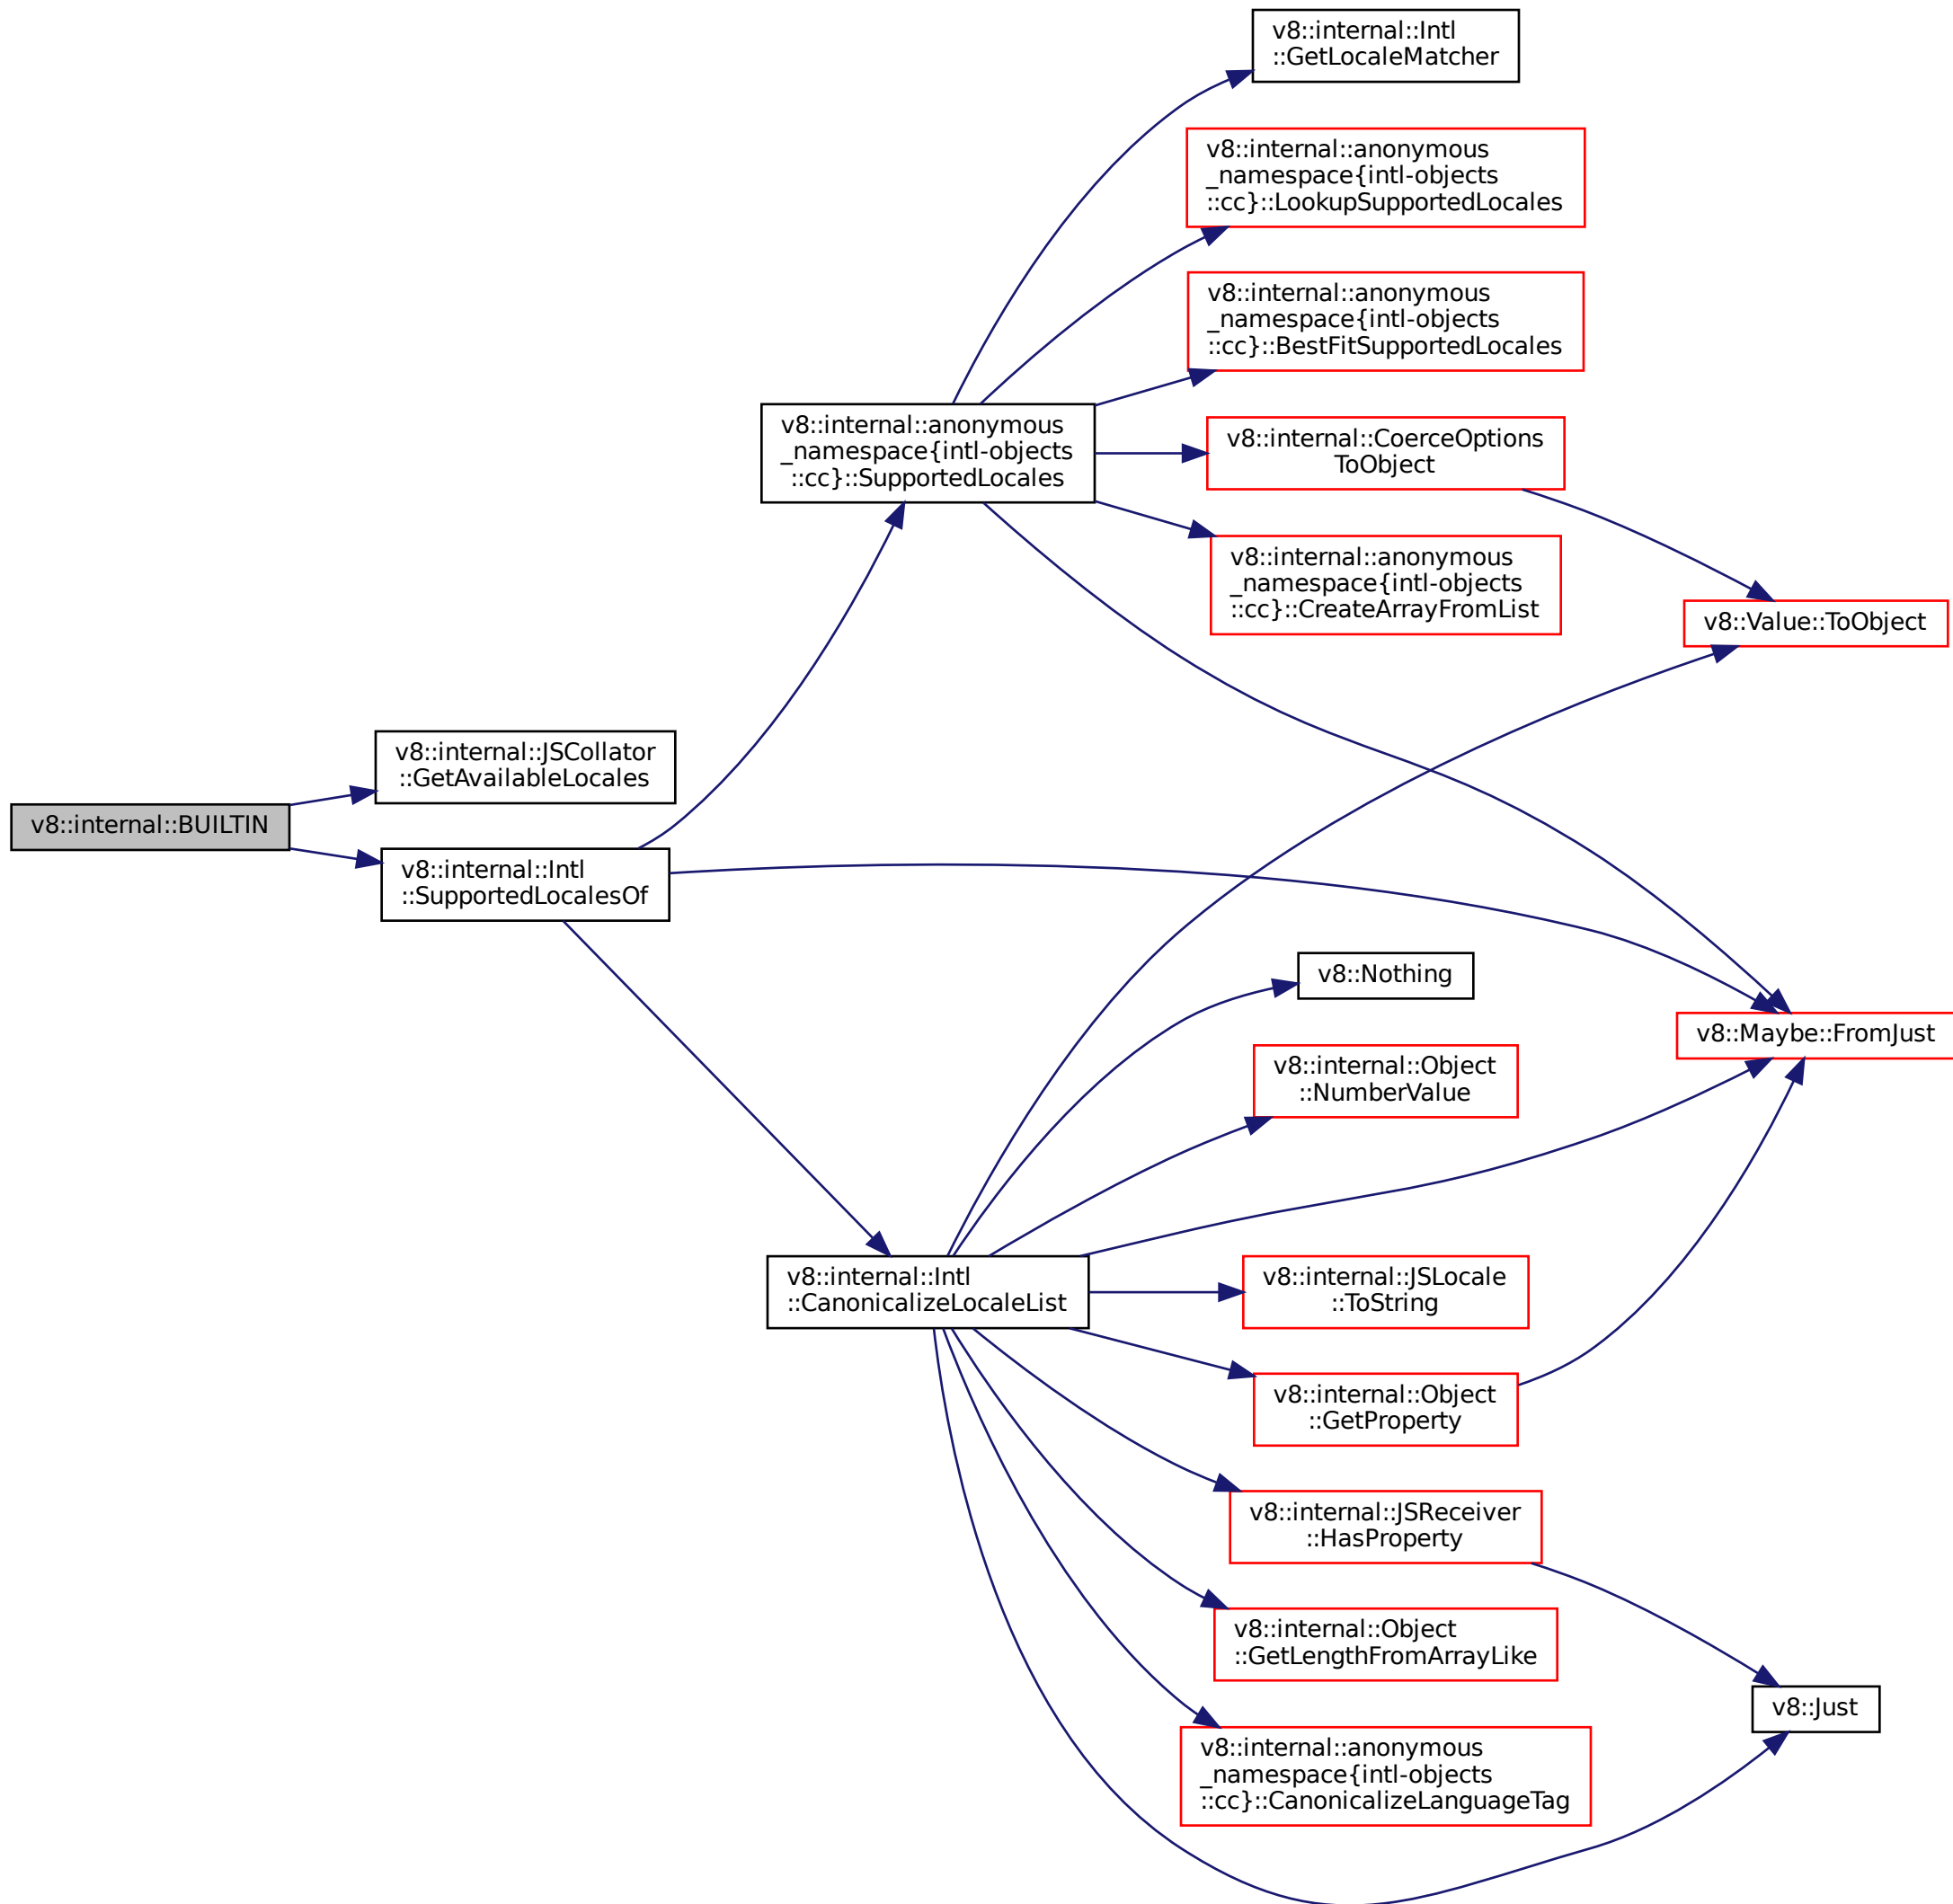 v8::internal::Intl
::GetLocaleMatcher
v8::internal::anonymous
_namespace{intl-objects
::cc}::LookupSupportedLocales
v8::internal::anonymous
_namespace{intl-objects
::cc}::BestFitSupportedLocales
v8::internal::anonymous
_namespace{intl-objects
::cc}::SupportedLocales
v8::internal::CoerceOptions
ToObject
v8::internal::anonymous
_namespace{intl-objects
::cc}::CreateArrayFromList
v8::Value::ToObject
v8::internal::JSCollator
::GetAvailableLocales
v8::internal::BUILTIN
v8::internal::Intl
::SupportedLocalesOf
v8::Nothing
v8::Maybe::FromJust
v8::internal::Object
::NumberValue
v8::internal::Intl
::CanonicalizeLocaleList
v8::internal::JSLocale
::ToString
v8::internal::Object
::GetProperty
v8::internal::JSReceiver
::HasProperty
v8::internal::Object
::GetLengthFromArrayLike
v8::Just
v8::internal::anonymous
_namespace{intl-objects
::cc}::CanonicalizeLanguageTag